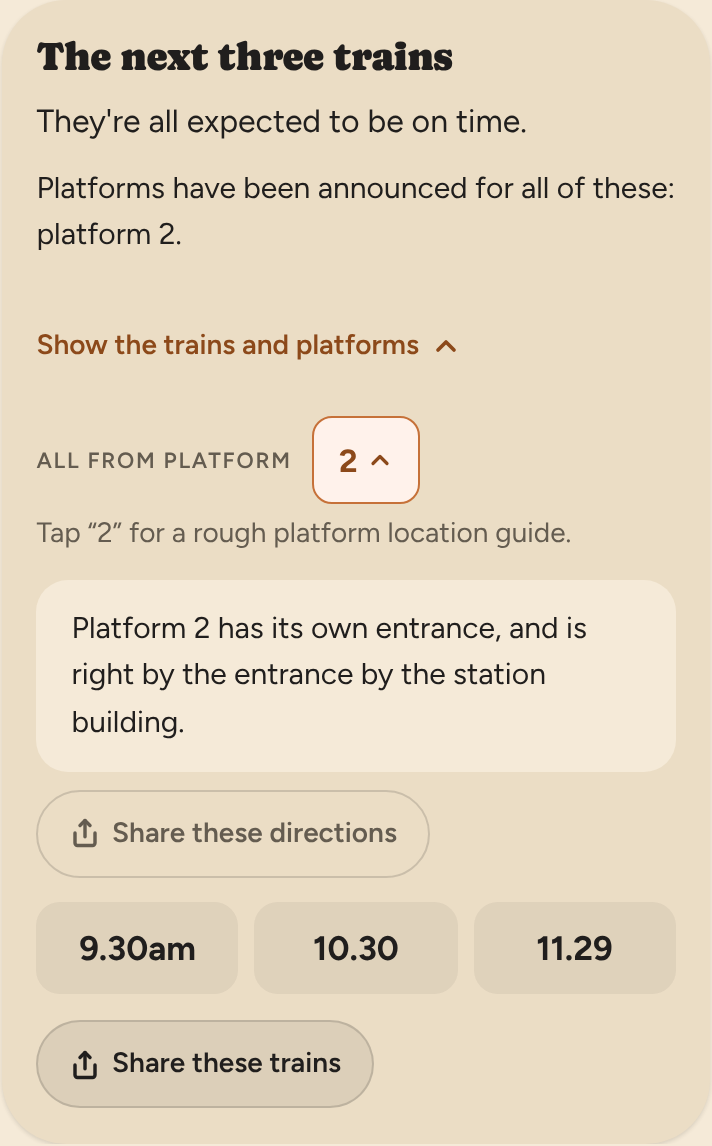 The next three trains
They're all expected to be on time.
Platforms have been announced for all of these:
platform 2.
Show the trains and platforms
ALL FROM PLATFORM 2
Tap “2” for a rough platform location guide.
Platform 2 has its own entrance, and is
right by the entrance by the station
building.
Share these directions
9.30am 10.30 11.29
Share these trains